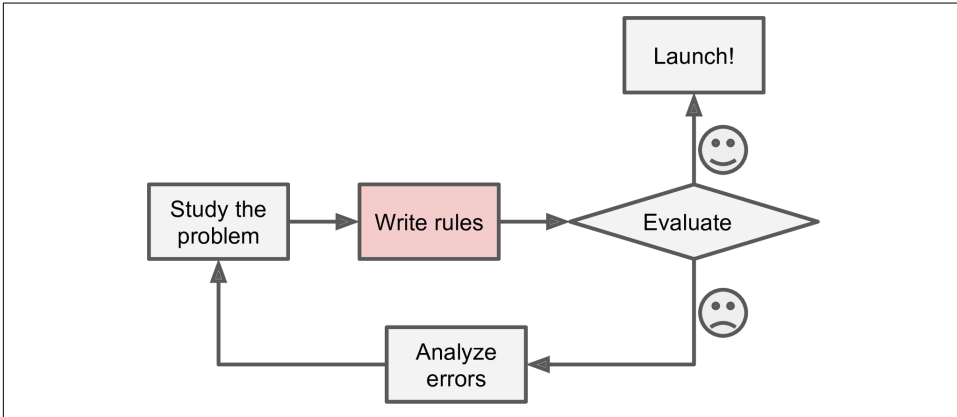 Launch!
Study the
problem
Write rules
Evaluate
Analyze
errors